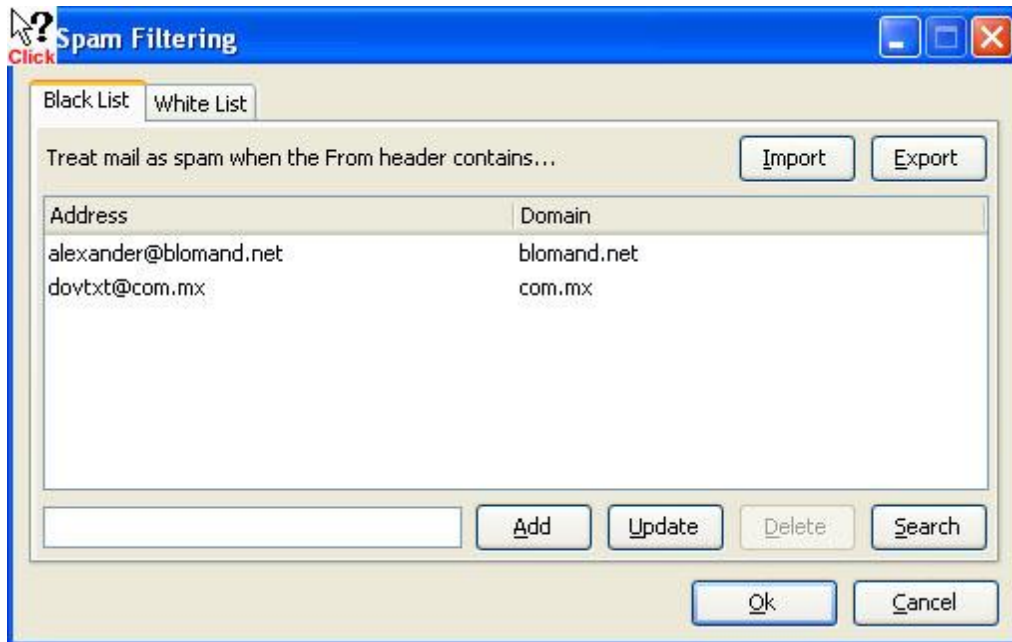 ?
Click
Spam Filtering
Black List White List
Treat mail as spam when the From header contains... Import Export
Address Domain
alexander@blomand.net blomand.net
dovtxt@com.mx com.mx
Add Update Delete Search
Ok Cancel